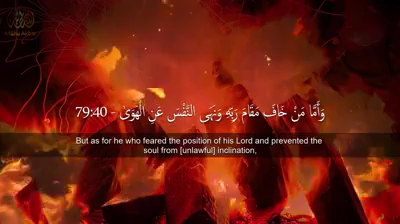 وَأَمَّا مَنْ خَافَ مَقَامَ رَبِّهِ وَنَهَى النَّفْسَ عَنِ الْهَوَىٰ - 79:40
But as for he who feared the position of his Lord and prevented the
soul from [unlawful] inclination,